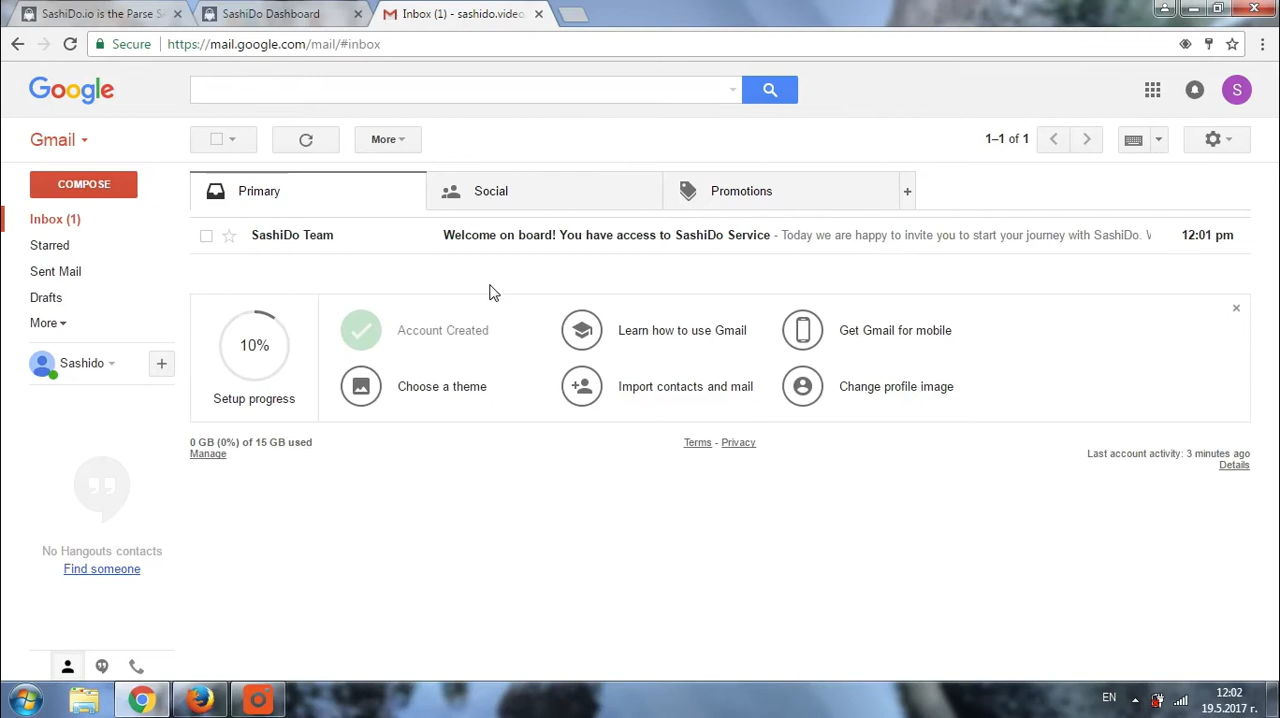 SashiDo.io is the Parse S
SashiDo Dashboard
Inbox (1) - sashido.video
Secure
https://mail.google.com/mail/#inbox
Google
S
Gmail
More
1–1 of 1
COMPOSE
Primary
Social
Promotions
Inbox (1)
SashiDo Team
Welcome on board! You have access to SashiDo Service - Today we are happy to invite you to start your journey with SashiDo.
12:01 pm
Starred
Sent Mail
Drafts
More
Sashido
10%
Setup progress
Account Created
Learn how to use Gmail
Get Gmail for mobile
Choose a theme
Import contacts and mail
Change profile image
0 GB (0%) of 15 GB used
Manage
Terms - Privacy
Last account activity: 3 minutes ago
Details
No Hangouts contacts
Find someone
EN
12:02
19.5.2017 г.